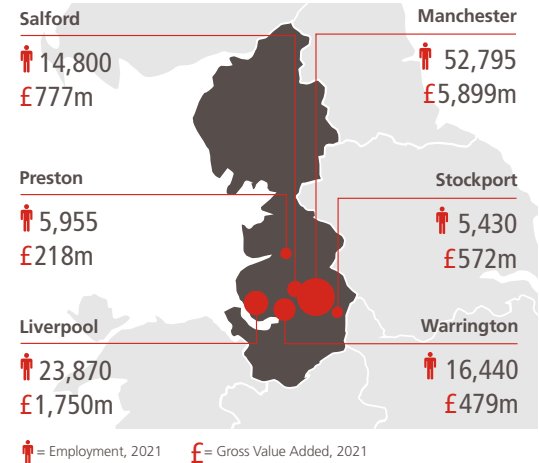 Salford
14,800
£777m
Manchester
52,795
£5,899m
Preston
5,955
£218m
Stockport
5,430
£572m
Liverpool
23,870
£1,750m
Warrington
16,440
£479m
= Employment, 2021
£ = Gross Value Added, 2021